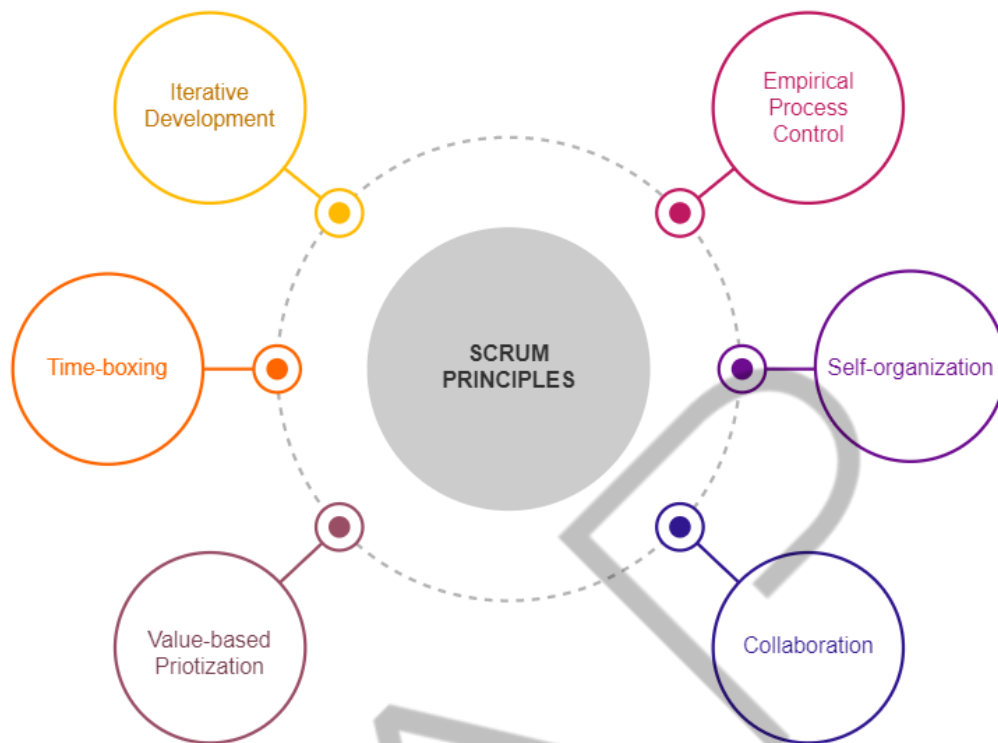 Iterative
Development
Empirical
Process
Control
Time-boxing
SCRUM
PRINCIPLES
Self-organization
Value-based
Priotization
Collaboration